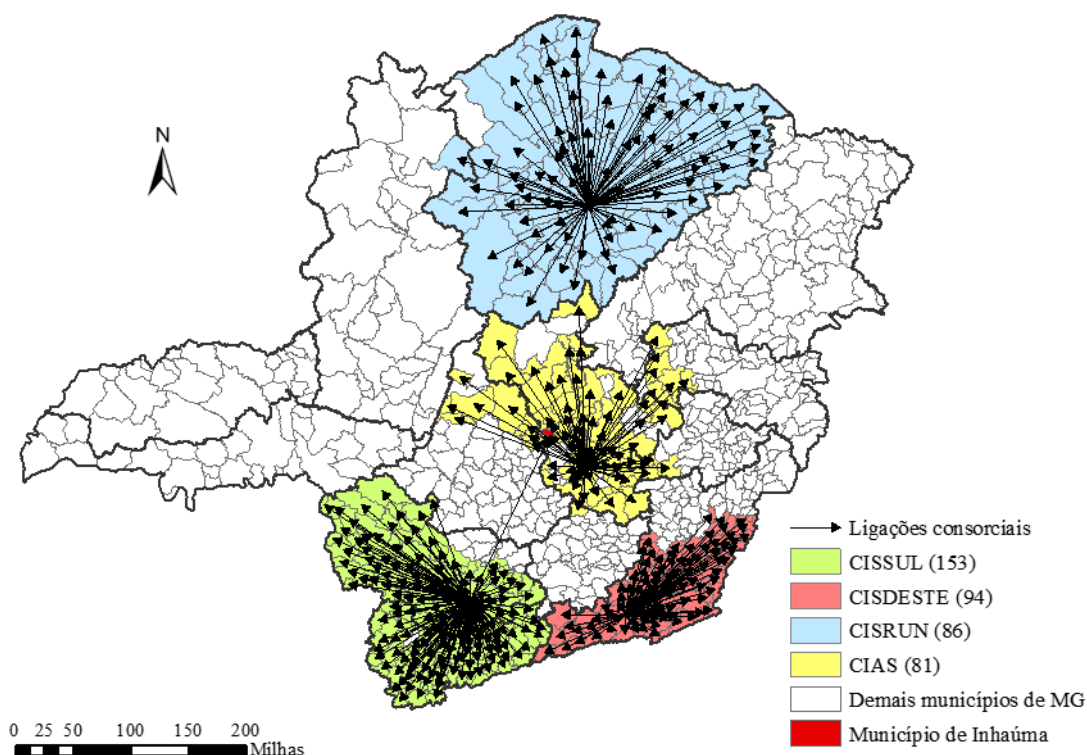 N
Ligações consorciais
CISSUL (153)
CISDESTE (94)
CISRUN (86)
CIAS (81)
Demais municípios de MG
Município de Inhaúma
0 25 50 100 150 200
Milhas